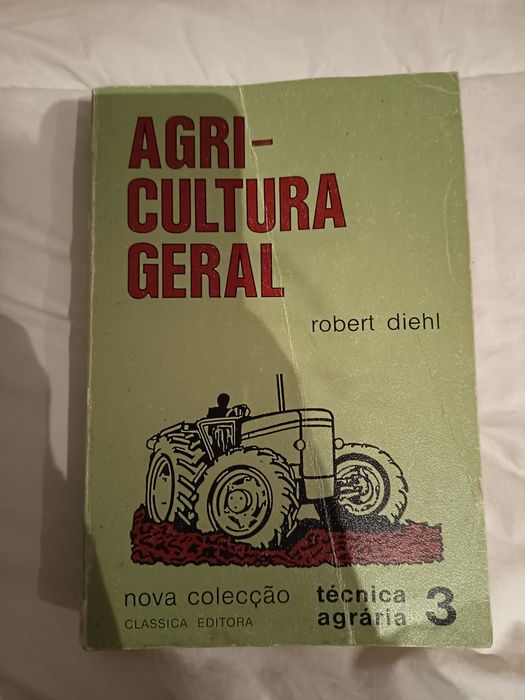 AGRI-
CULTURA
GERAL
robert diehl
nova colecção técnica
CLASSICA EDITORA agrária 3